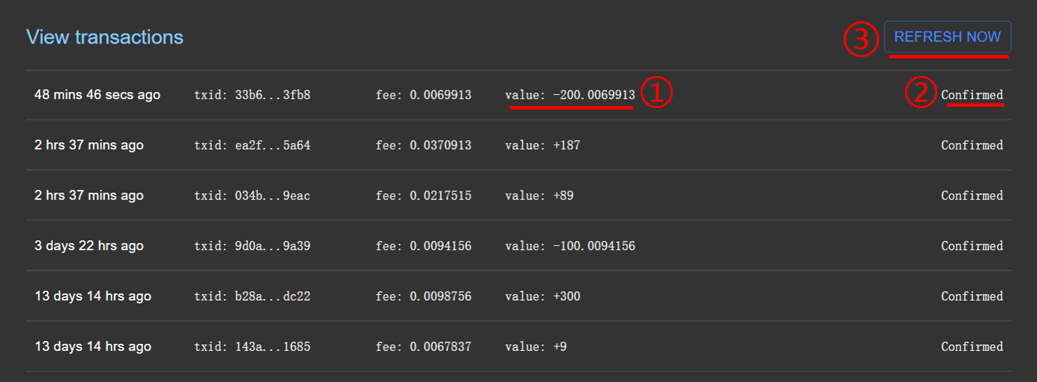 View transactions ③ REFRESH NOW
48 mins 46 secs ago txid: 33b6...3fb8 fee: 0.0069913 value: -200.0069913 ① ② Confirmed
2 hrs 37 mins ago txid: ea2f...5a64 fee: 0.0370913 value: +187 Confirmed
2 hrs 37 mins ago txid: 034b...9eac fee: 0.0217515 value: +89 Confirmed
3 days 22 hrs ago txid: 9d0a...9a39 fee: 0.0094156 value: -100.0094156 Confirmed
13 days 14 hrs ago txid: b28a...dc22 fee: 0.0098756 value: +300 Confirmed
13 days 14 hrs ago txid: 143a...1685 fee: 0.0067837 value: +9 Confirmed